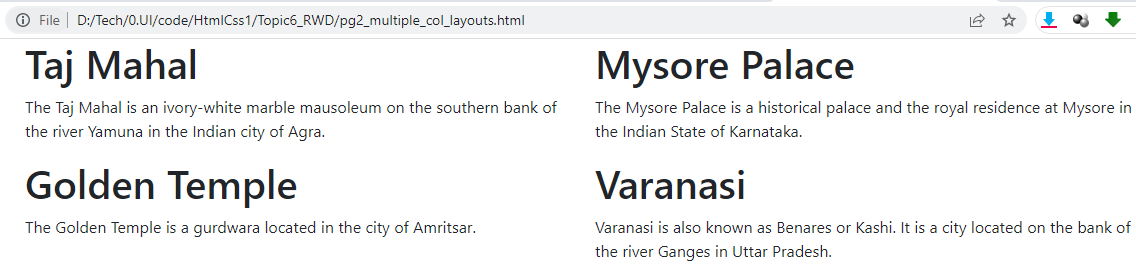 File | D:/Tech/0.UI/code/HtmlCss1/Topic6_RWD/pg2_multiple_col_layouts.html
Taj Mahal
The Taj Mahal is an ivory-white marble mausoleum on the southern bank of
the river Yamuna in the Indian city of Agra.
Mysore Palace
The Mysore Palace is a historical palace and the royal residence at Mysore in
the Indian State of Karnataka.
Golden Temple
The Golden Temple is a gurdwara located in the city of Amritsar.
Varanasi
Varanasi is also known as Benares or Kashi. It is a city located on the bank of
the river Ganges in Uttar Pradesh.